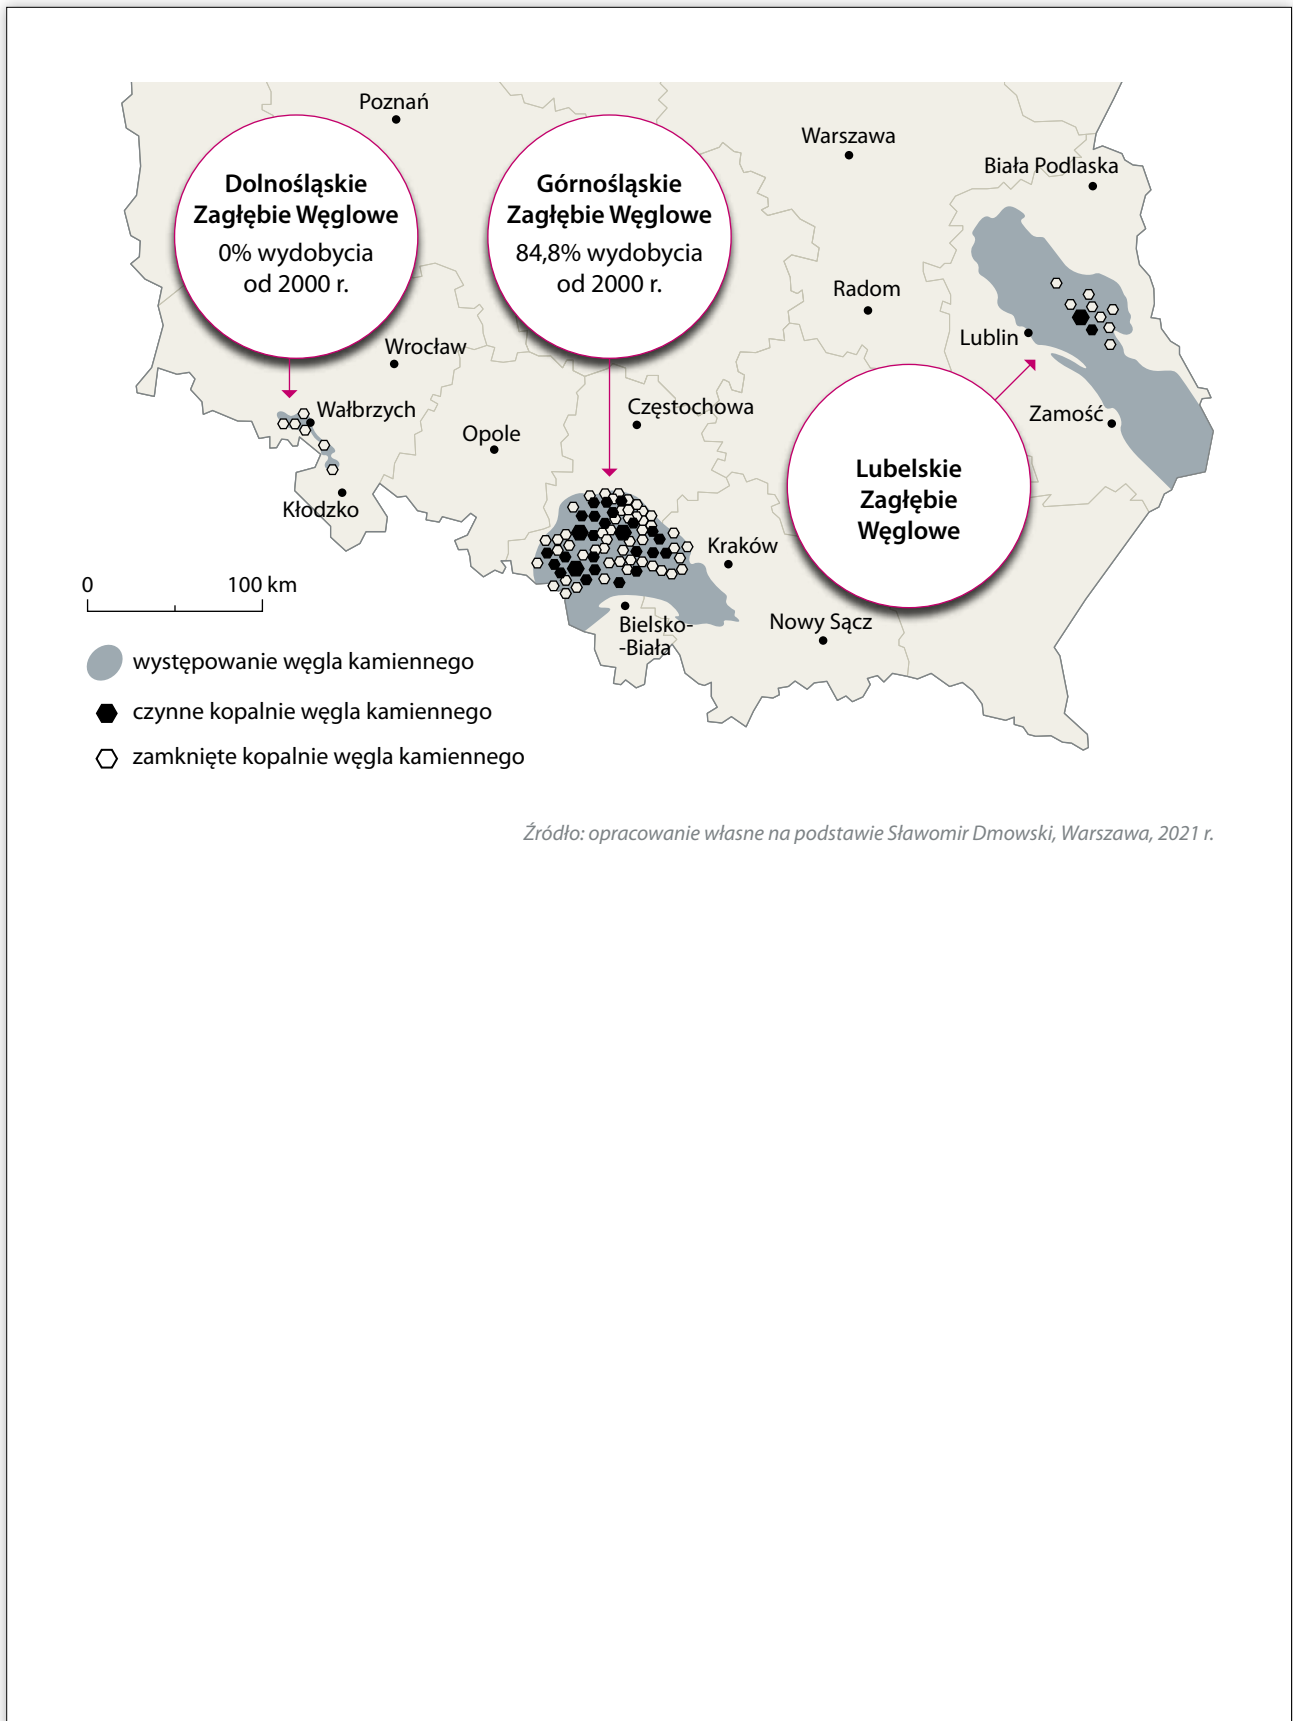 Poznań
Warszawa
Biała Podlaska
Dolnośląskie
Zagłębie Węglowe
0% wydobycia
od 2000 r.
Górnośląskie
Zagłębie Węglowe
84,8% wydobycia
od 2000 r.
Radom
Lublin
Wrocław
Wałbrzych
Częstochowa
Zamość
Opole
Lubelskie
Zagłębie
Węglowe
Kłodzko
Kraków
0 100 km
Bielsko-
-Biała
Nowy Sącz
występowanie węgla kamiennego
czynne kopalnie węgla kamiennego
zamknięte kopalnie węgla kamiennego
Źródło: opracowanie własne na podstawie Sławomir Dmowski, Warszawa, 2021 r.